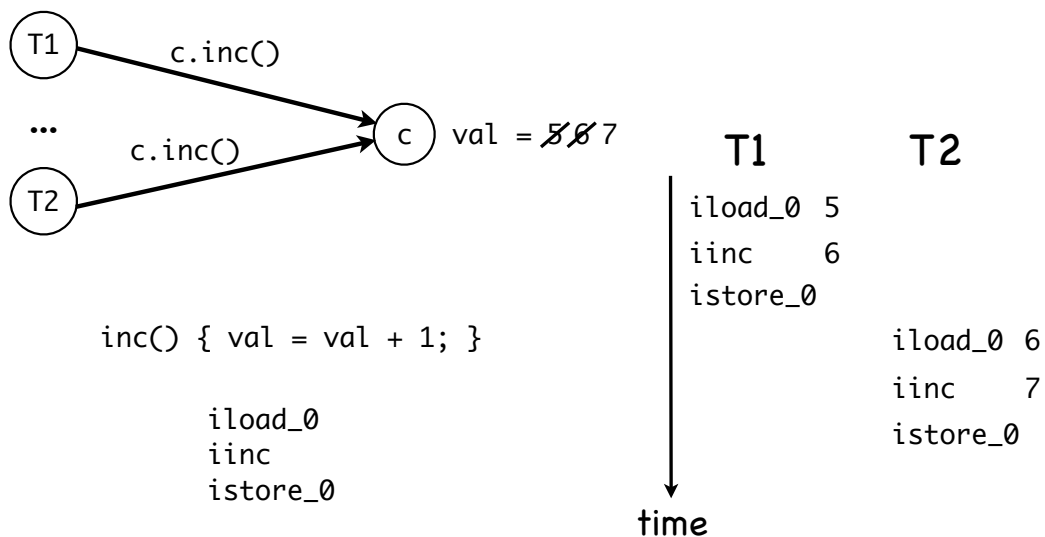 T1
c.inc()
...
c.inc()
T2
c
val = 5 6 7
inc() { val = val + 1; }
iload_0
iinc
istore_0
T1 T2
iload_0 5
iinc 6
istore_0
iload_0 6
iinc 7
istore_0
time